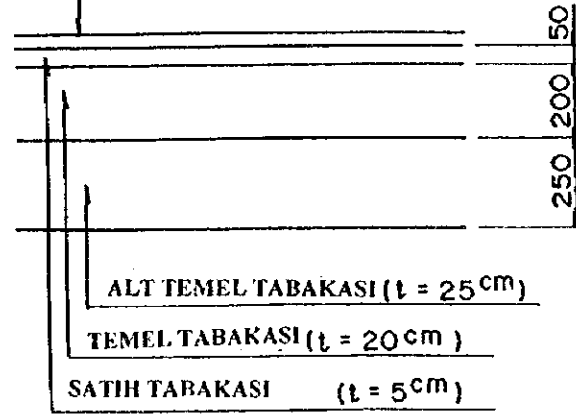 50
200
250
ALT TEMEL TABAKASI (t = 25cm)
TEMEL TABAKASI (t = 20cm)
SATIH TABAKASI (t = 5cm)